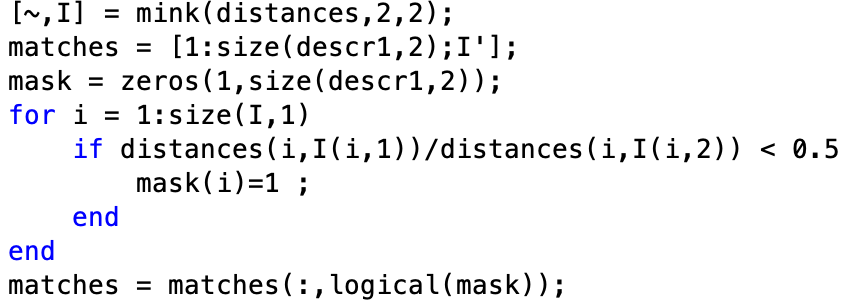 [~,I] = mink(distances,2,2);
matches = [1:size(descr1,2);I'];
mask = zeros(1,size(descr1,2));
for i = 1:size(I,1)
    if distances(i,I(i,1))/distances(i,I(i,2)) < 0.5
        mask(i)=1 ;
    end
end
matches = matches(:,logical(mask));